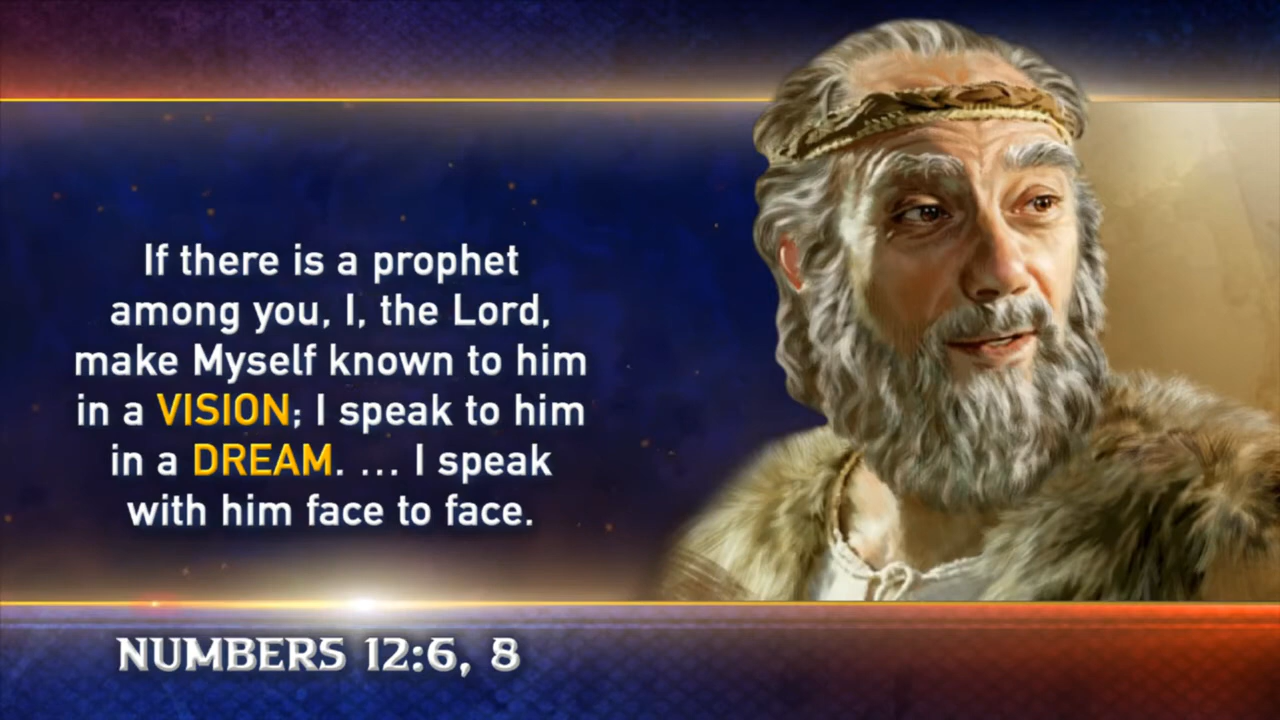 If there is a prophet
among you, I, the Lord,
make Myself known to him
in a VISION; I speak to him
in a DREAM. ... I speak
with him face to face.
NUMBERS 12:6, 8